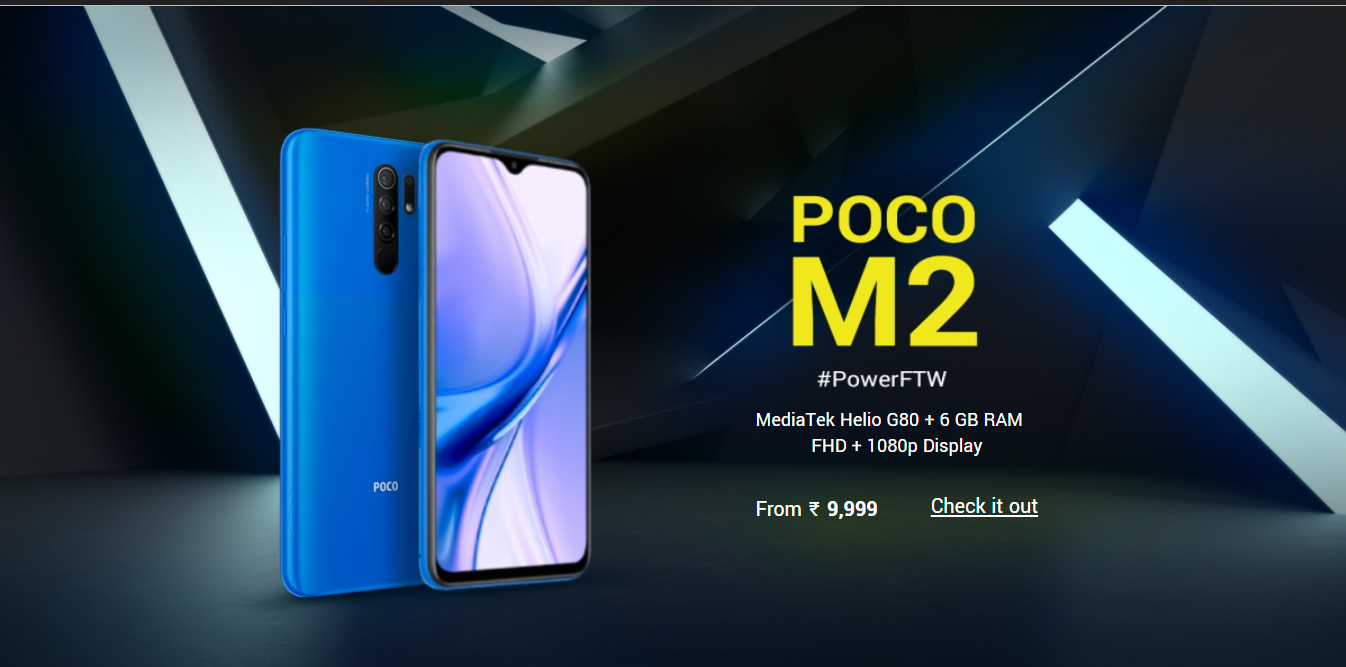 POCO
M2
#PowerFTW
MediaTek Helio G80 + 6 GB RAM
FHD + 1080p Display
From ₹ 9,999
Check it out
POCO